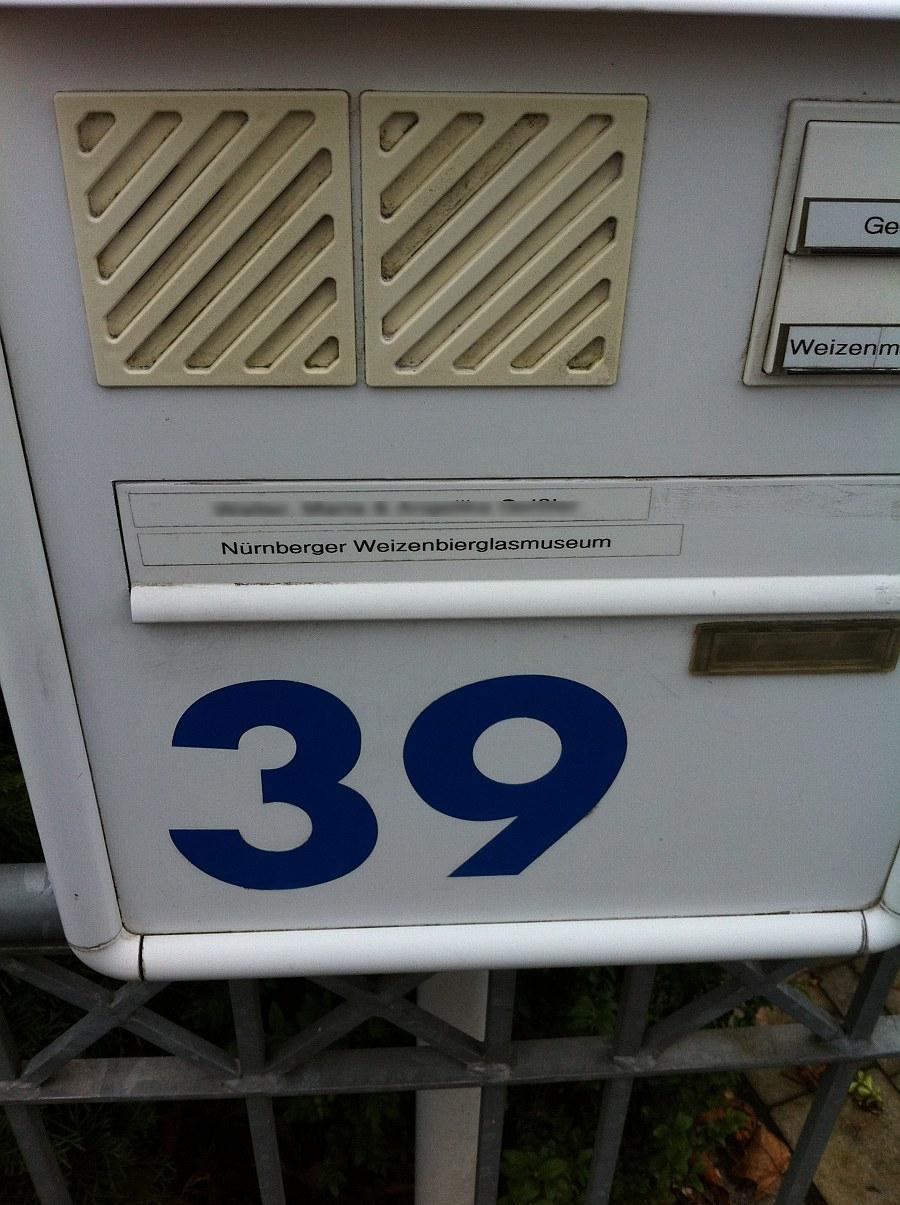 Ge
Weizenm
Nürnberger Weizenbierglasmuseum
39